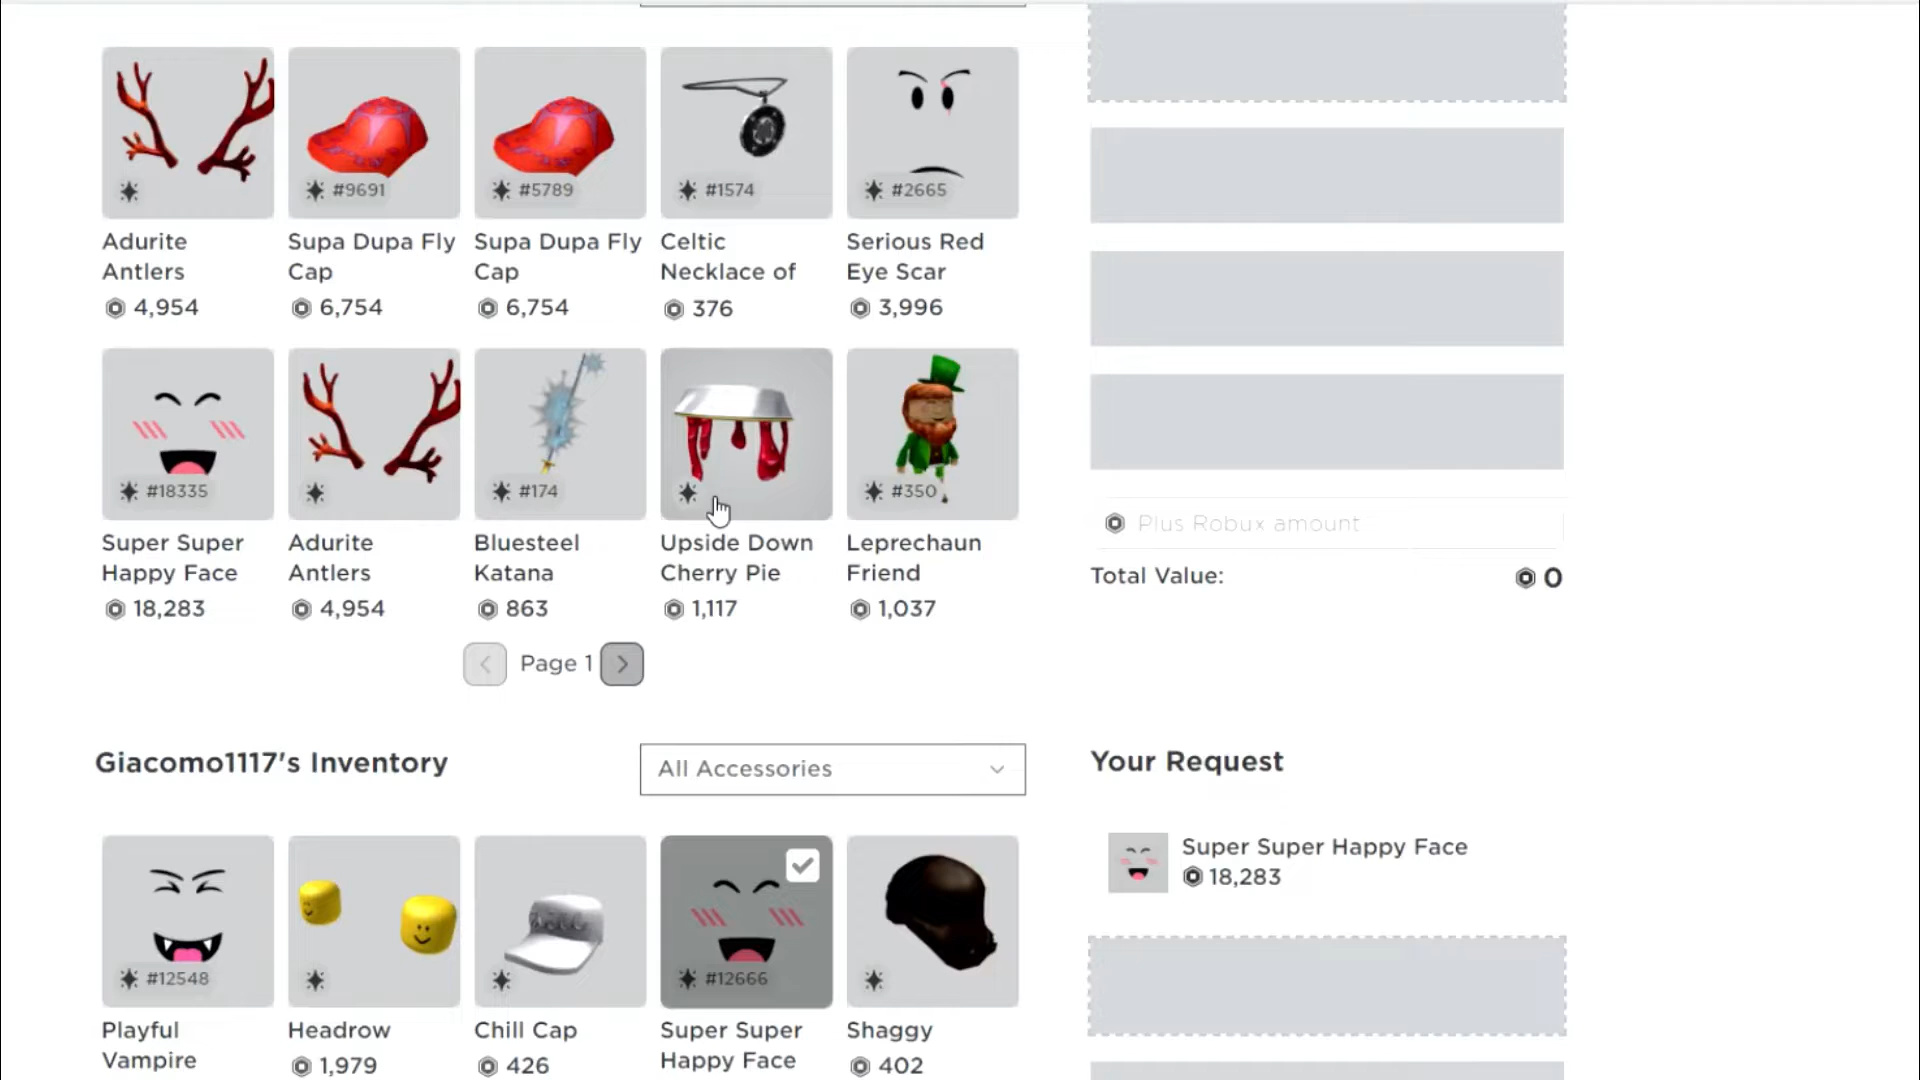 #9691
#5789
#1574
#2665
Adurite
Antlers
4,954
Supa Dupa Fly
Cap
6,754
Supa Dupa Fly
Cap
6,754
Celtic
Necklace of
376
Serious Red
Eye Scar
3,996
#18335
#174
#350
Super Super
Happy Face
18,283
Adurite
Antlers
4,954
Bluesteel
Katana
863
Upside Down
Cherry Pie
1,117
Leprechaun
Friend
1,037
Page 1
Plus Robux amount
Total Value:
0
Giacomo1117's Inventory
All Accessories
#12548
#12666
Playful
Vampire
Headrow
1,979
Chill Cap
426
Super Super
Happy Face
Shaggy
402
Your Request
Super Super Happy Face
18,283